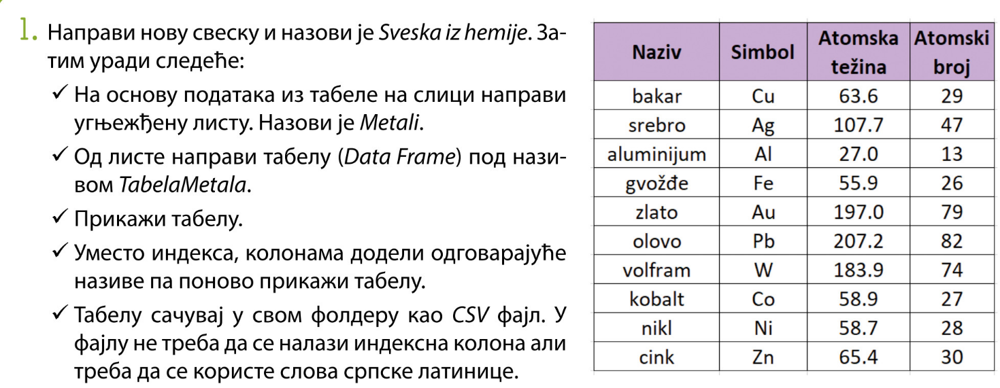 1. Направи нову свеску и назови је Sveska iz hemije. За-
тим уради следеће:
✓ На основу података из табеле на слици направи
угњежђену листу. Назови је Metali.
✓ Од листе направи табелу (Data Frame) под нази-
вом TabelaMetala.
✓ Прикажи табелу.
✓ Уместо индекса, колонама додели одговарајуће
називе па поново прикажи табелу.
✓ Табелу сачувај у свом фолдеру као CSV фајл. У
фајлу не треба да се налази индексна колона али
треба да се користе слова српске латинице.
Naziv Simbol Atomska težina Atomski broj
bakar Cu 63.6 29
srebro Ag 107.7 47
aluminijum Al 27.0 13
gvožđe Fe 55.9 26
zlato Au 197.0 79
olovo Pb 207.2 82
volfram W 183.9 74
kobalt Co 58.9 27
nikl Ni 58.7 28
cink Zn 65.4 30